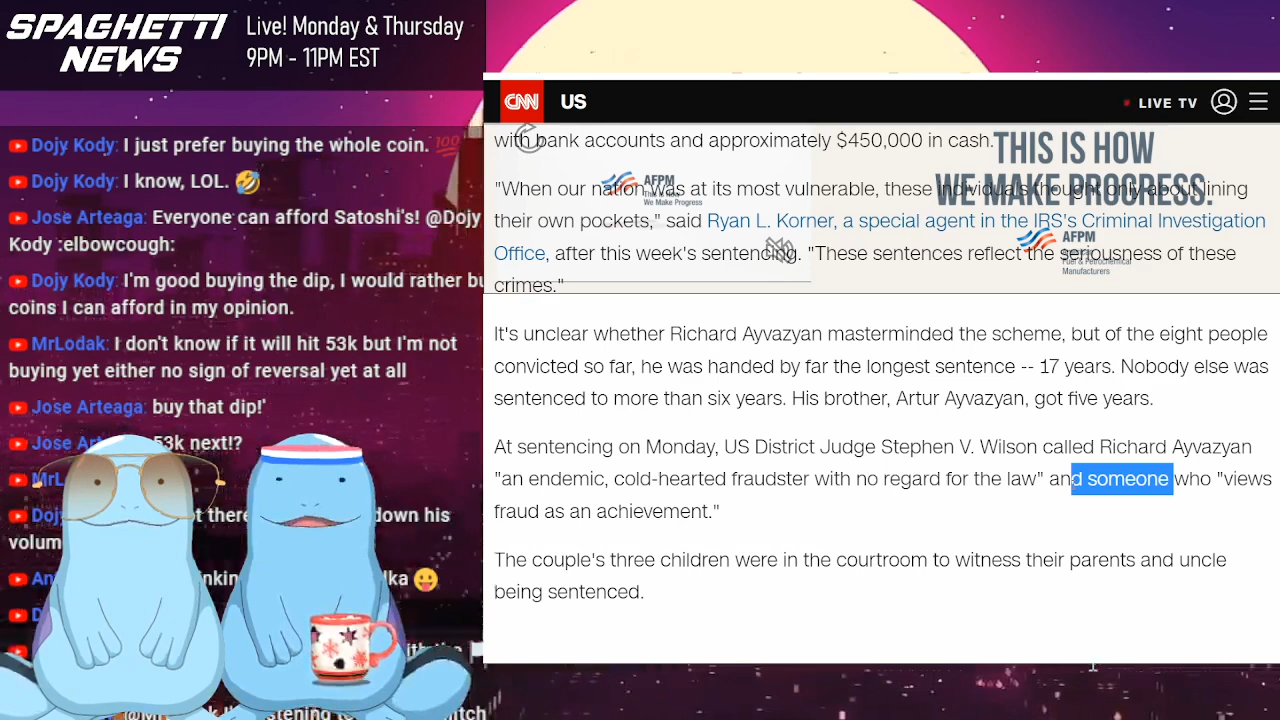 SPAGHETTI
NEWS
Live! Monday & Thursday
9PM - 11PM EST
Dojy Kody: I just prefer buying the whole coin. 💯
Dojy Kody: I know, LOL. 🤣
Jose Arteaga: Everyone can afford Satoshi's! @Dojy
Kody :elbowcough:
Dojy Kody: I'm good buying the dip, I would rather bu
coins I can afford in my opinion.
MrLodak: I don't know if it will hit 53k but I'm not
buying yet either no sign of reversal yet at all
Jose Arteaga: buy that dip!'
Jose 53k next!?
down his
volum
CNN US LIVE TV
with bank accounts and approximately $450,000 in cash.
THIS IS HOW
WE MAKE PROGRESS.
AFPM
We Make Progress
AFPM
Fuel & Petrochemical
Manufacturers
"When our nation was at its most vulnerable, these individuals thought only about lining
their own pockets," said Ryan L. Korner, a special agent in the IRS's Criminal Investigation
Office, after this week's sentencing. "These sentences reflect the seriousness of these
crimes."
It's unclear whether Richard Ayvazyan masterminded the scheme, but of the eight people
convicted so far, he was handed by far the longest sentence -- 17 years. Nobody else was
sentenced to more than six years. His brother, Artur Ayvazyan, got five years.
At sentencing on Monday, US District Judge Stephen V. Wilson called Richard Ayvazyan
"an endemic, cold-hearted fraudster with no regard for the law" and someone who "views
fraud as an achievement."
The couple's three children were in the courtroom to witness their parents and uncle
being sentenced.